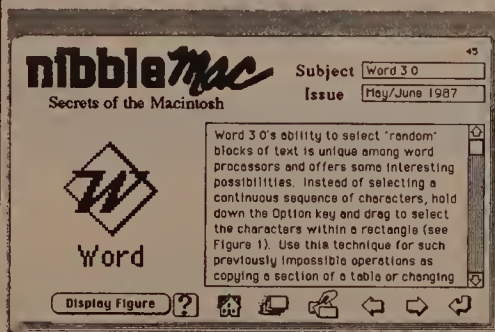 45
nibble Mac
Secrets of the Macintosh
Subject Word 3 0
Issue May/June 1987
Word 3 0's ability to select "random"
blocks of text is unique among word
processors and offers some interesting
possibilities. Instead of selecting a
continuous sequence of characters, hold
down the Option key and drag to select
the characters within a rectangle (see
Figure 1). Use this technique for such
previously impossible operations as
copying a section of a table or changing
W
Word
Display Figure
?